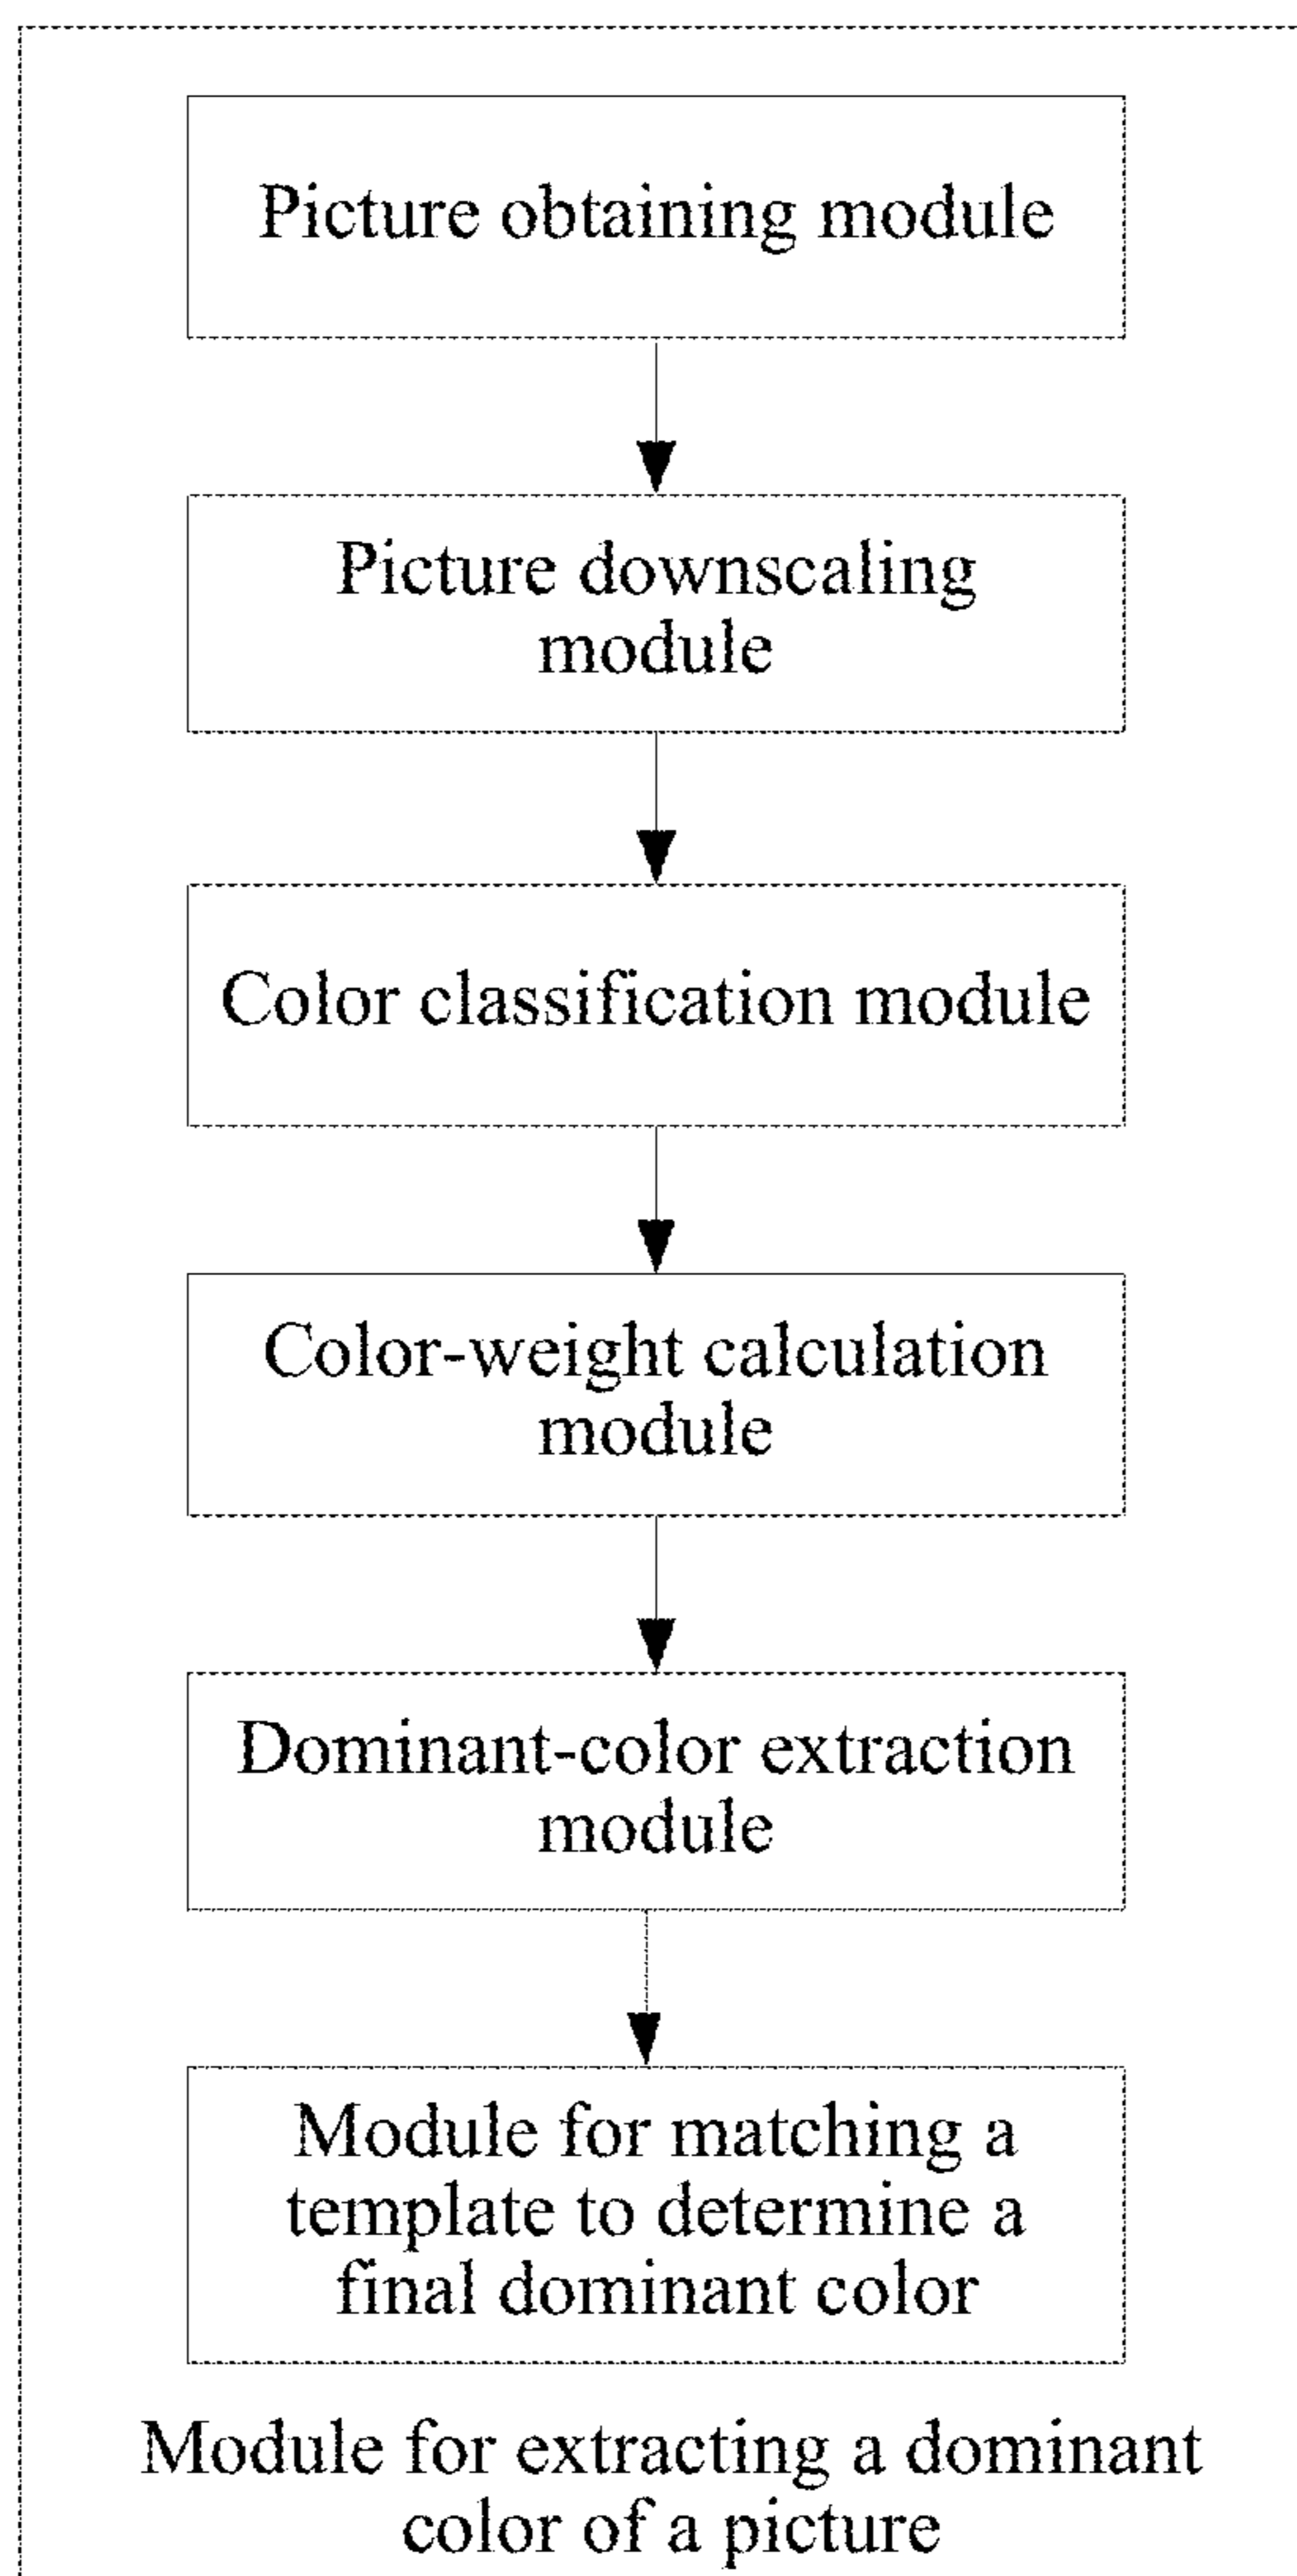 Picture obtaining module
Picture downscaling
module
Color classification module
Color-weight calculation
module
Dominant-color extraction
module
Module for matching a
template to determine a
final dominant color
Module for extracting a dominant
color of a picture